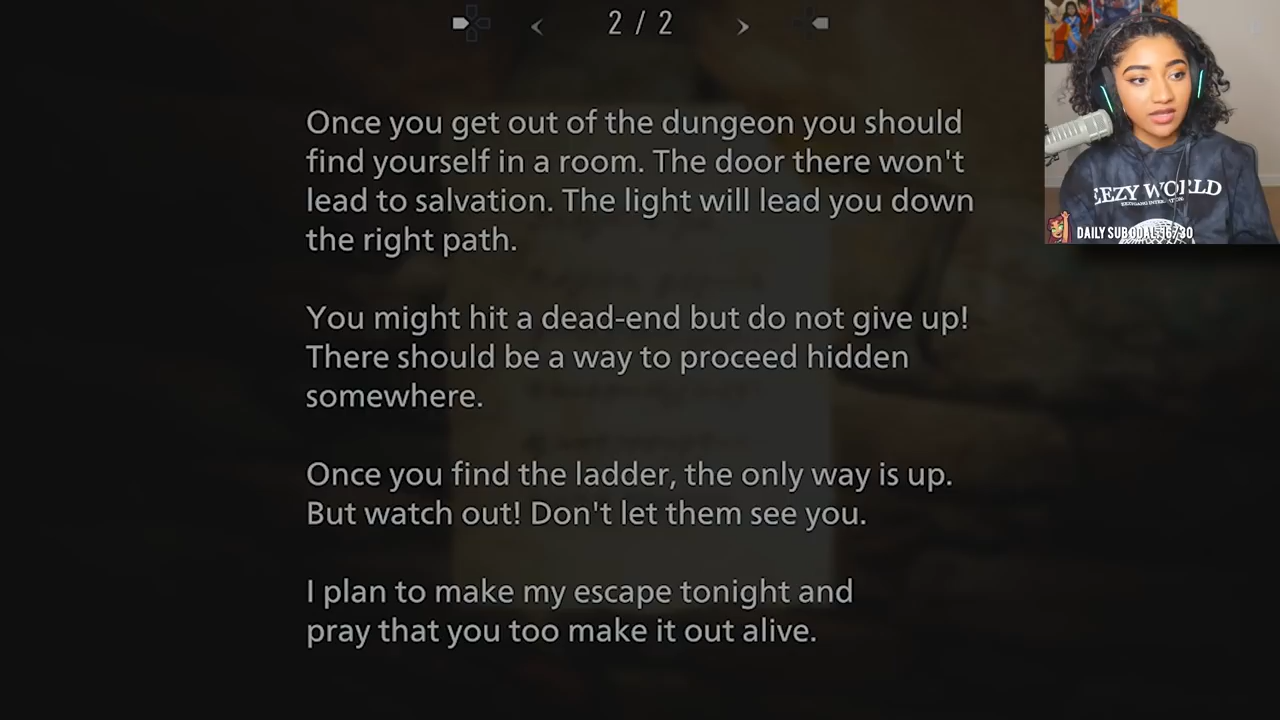 2 / 2
Once you get out of the dungeon you should
find yourself in a room. The door there won't
lead to salvation. The light will lead you down
the right path.
You might hit a dead-end but do not give up!
There should be a way to proceed hidden
somewhere.
Once you find the ladder, the only way is up.
But watch out! Don't let them see you.
I plan to make my escape tonight and
pray that you too make it out alive.
EEZY WORLD
DAILY SUB GOAL: 16/30